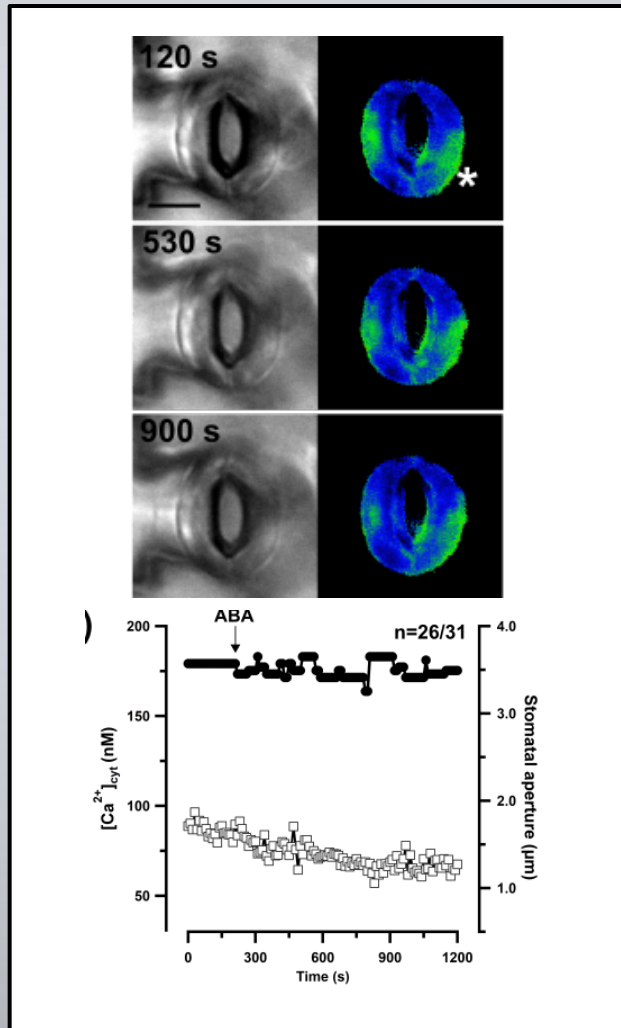 120 s
*
530 s
900 s
)
ABA
n=26/31
200
150
100
50
[Ca²⁺]cyt (nM)
4.0
3.0
2.0
1.0
Stomatal aperture (μm)
0
300
600
900
1200
Time (s)